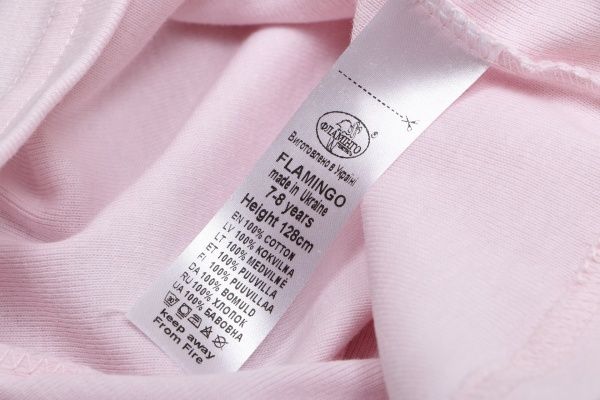 ФЛАМІНГО
Виготовлено в Україні
FLAMINGO
made in Ukraine
7-8 years
Height 128cm
EN 100% COTTON
LV 100% KOKVILNA
LT 100% MEDVILNĖ
ET 100% PUUVILLA
FI 100% PUUVILLAA
DA 100% BOMULD
RU 100% ХЛОПОК
UA 100% БАВОВНА
keep away
From Fire